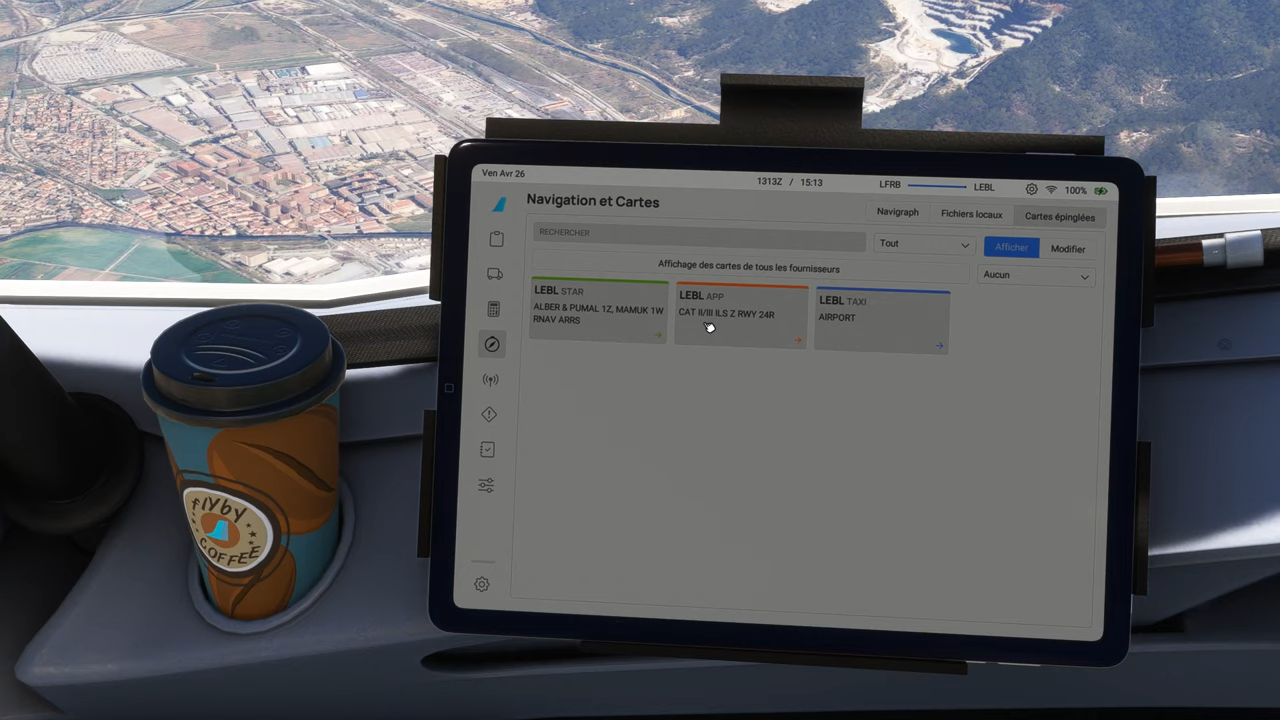 Ven Avr 26
1313Z / 15:13
LFRB LEBL
100%
Navigation et Cartes
Navigraph
Fichiers locaux
Cartes épinglées
RECHERCHER
Tout
Afficher
Modifier
Affichage des cartes de tous les fournisseurs
Aucun
LEBL STAR
ALBER & PUMAL 1Z, MAMUK 1W
RNAV ARRS
LEBL APP
CAT II/III ILS Z RWY 24R
LEBL TAXI
AIRPORT
flyby
COFFEE